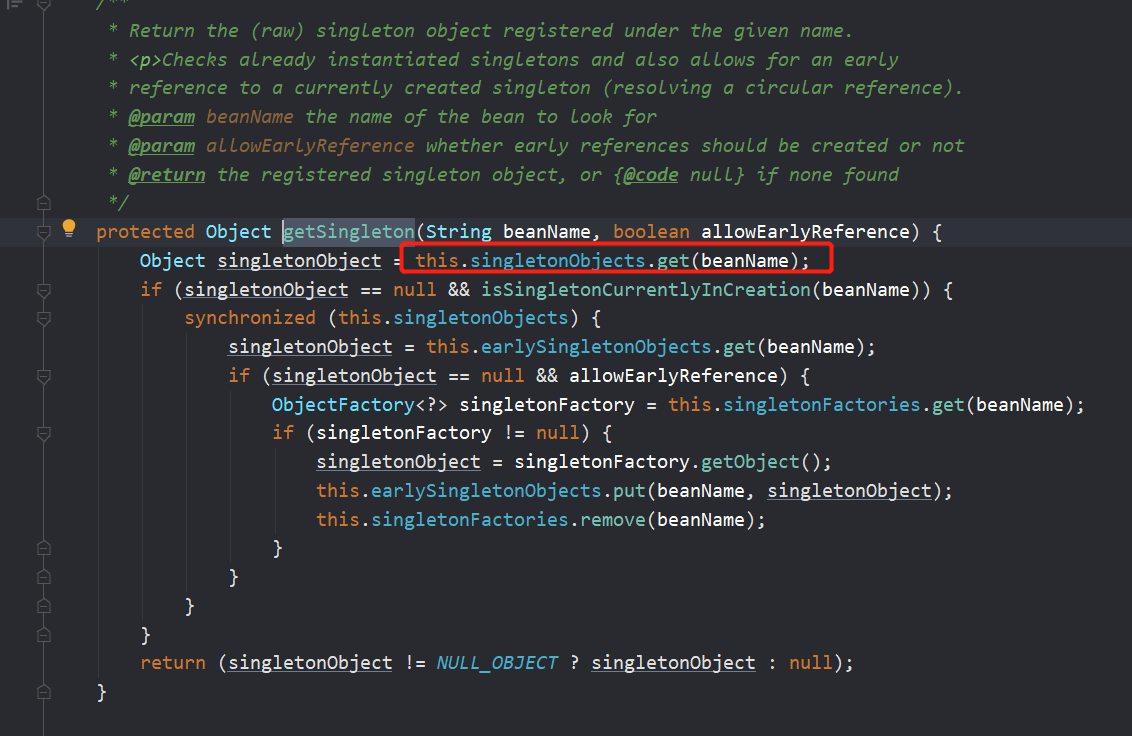 /**
* Return the (raw) singleton object registered under the given name.
* <p>Checks already instantiated singletons and also allows for an early
* reference to a currently created singleton (resolving a circular reference).
* @param beanName the name of the bean to look for
* @param allowEarlyReference whether early references should be created or not
* @return the registered singleton object, or {@code null} if none found
*/
protected Object getSingleton(String beanName, boolean allowEarlyReference) {
Object singletonObject = this.singletonObjects.get(beanName);
if (singletonObject == null && isSingletonCurrentlyInCreation(beanName)) {
synchronized (this.singletonObjects) {
singletonObject = this.earlySingletonObjects.get(beanName);
if (singletonObject == null && allowEarlyReference) {
ObjectFactory<?> singletonFactory = this.singletonFactories.get(beanName);
if (singletonFactory != null) {
singletonObject = singletonFactory.getObject();
this.earlySingletonObjects.put(beanName, singletonObject);
this.singletonFactories.remove(beanName);
}
}
}
}
return (singletonObject != NULL_OBJECT ? singletonObject : null);
}